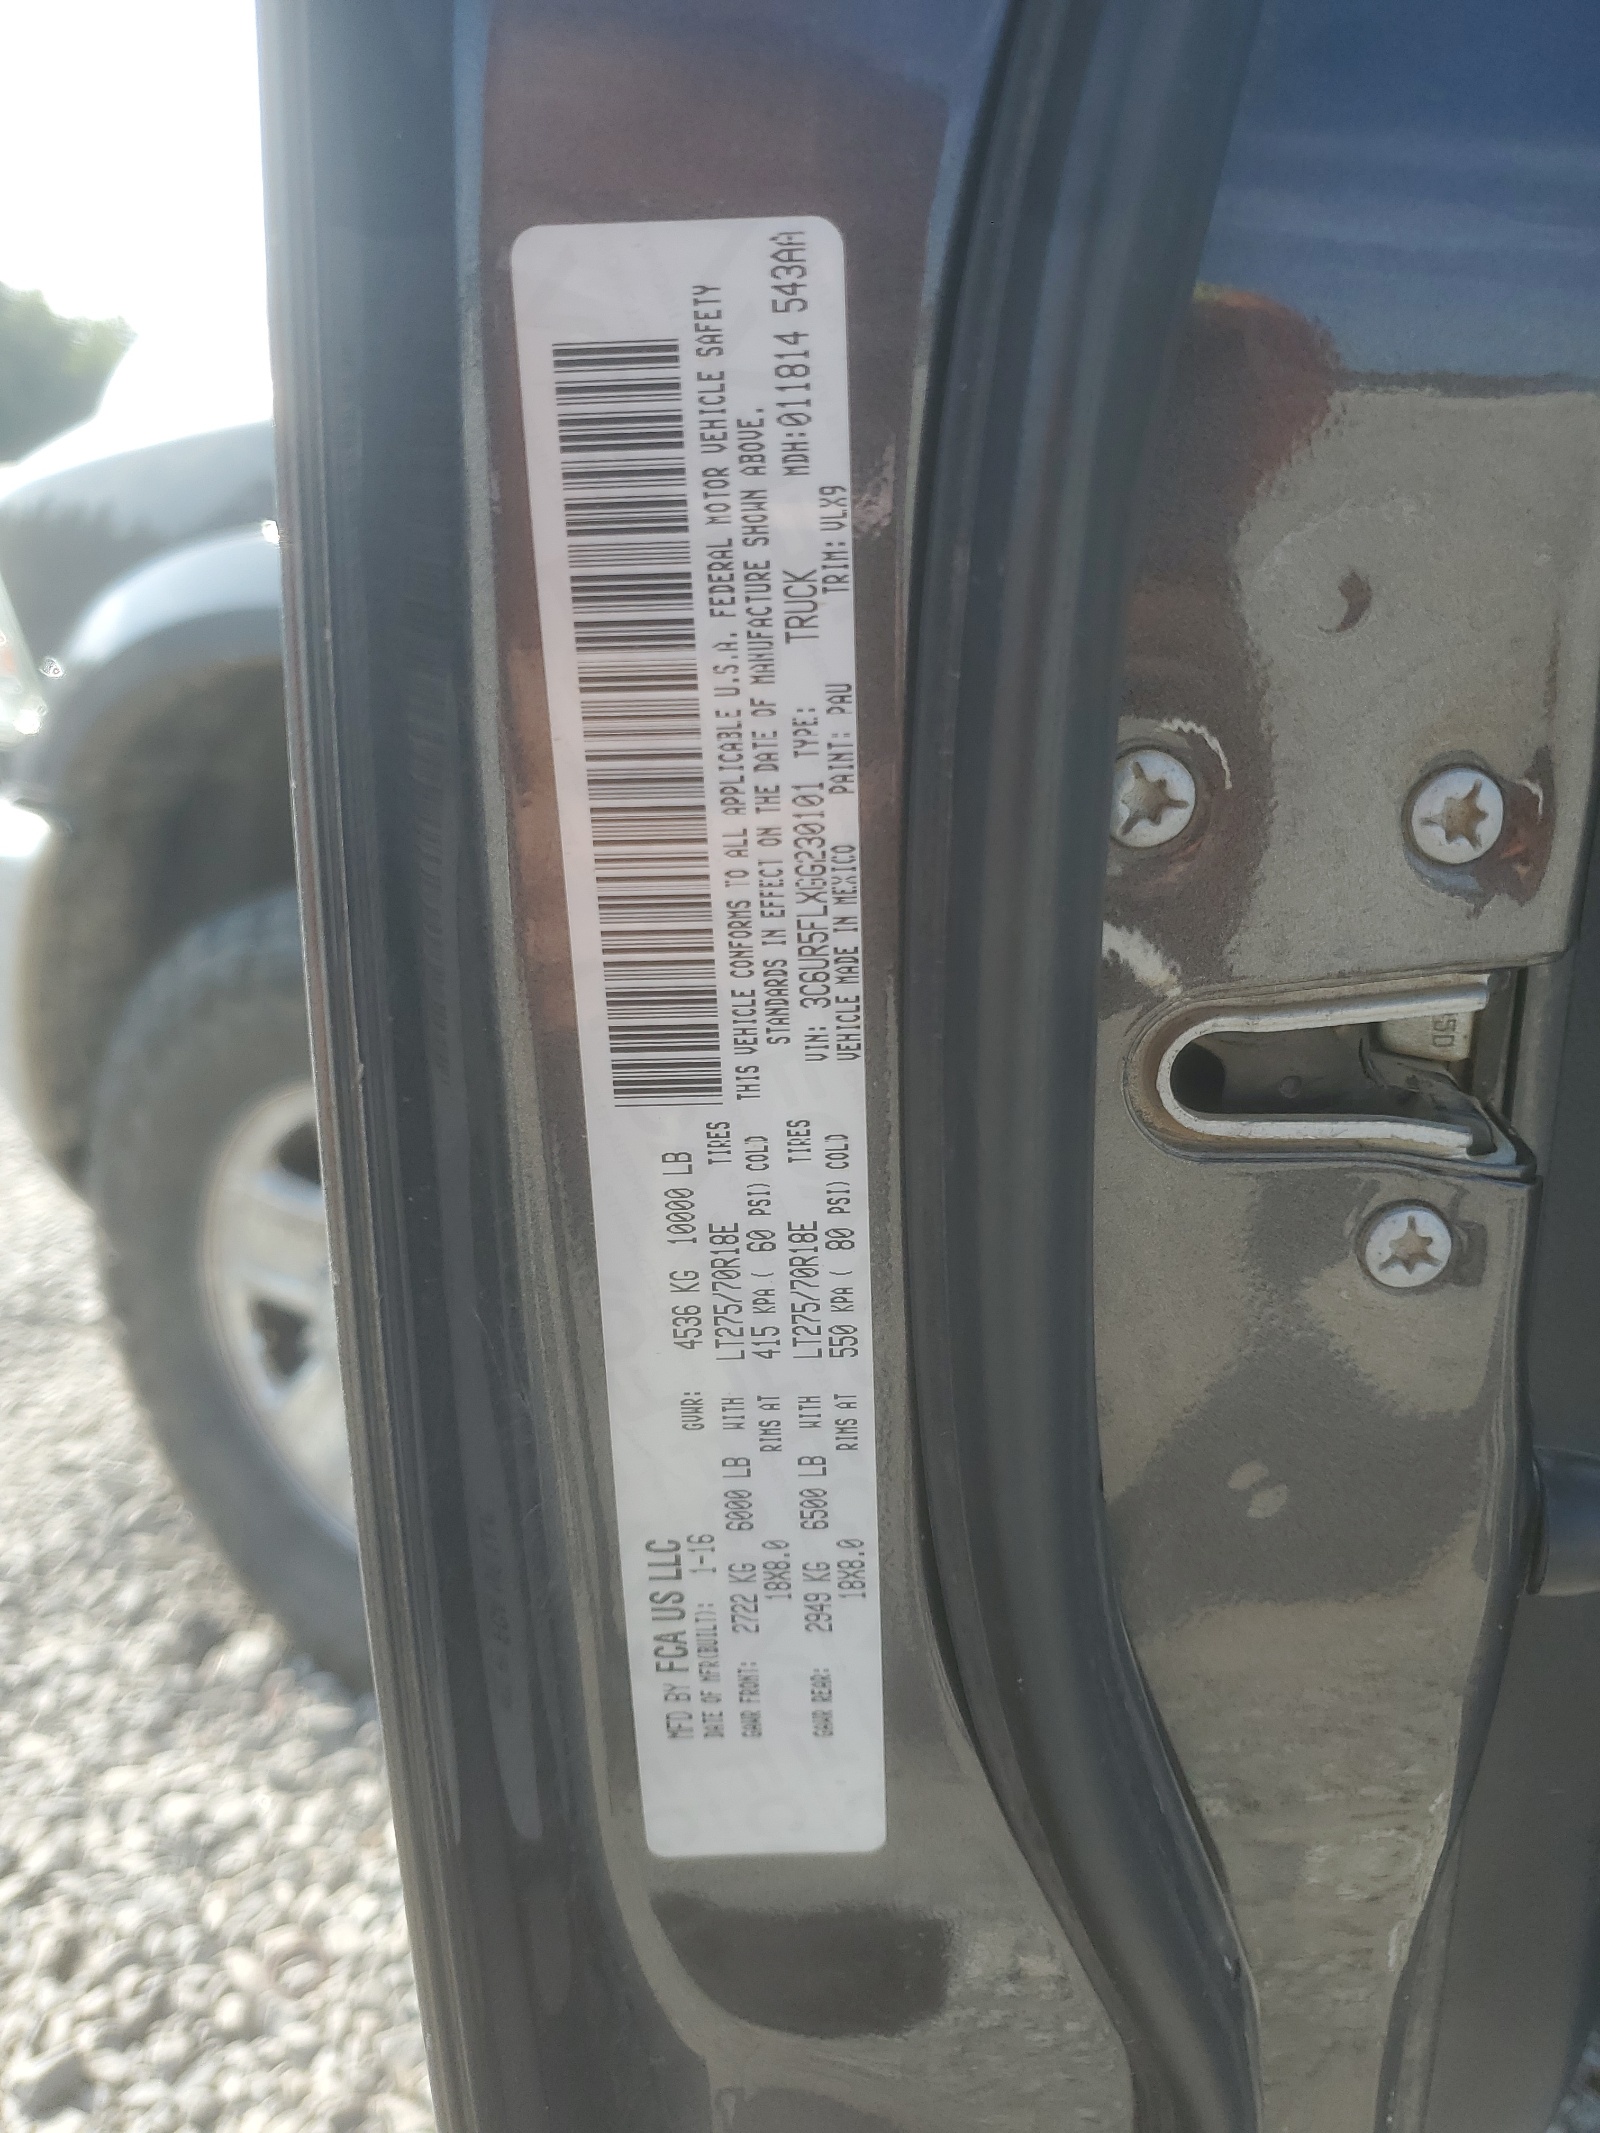 MFD BY FCA US LLC
DATE OF MFR(BUILT): 1-16 GVWR: 4536 KG 10000 LB
GAWR FRONT: 2722 KG 6000 LB WITH LT275/70R18E TIRES
18X8.0 RIMS AT 415 KPA ( 60 PSI) COLD
GAWR REAR: 2949 KG 6500 LB WITH LT275/70R18E TIRES
18X8.0 RIMS AT 550 KPA ( 80 PSI) COLD
THIS VEHICLE CONFORMS TO ALL APPLICABLE U.S.A. FEDERAL MOTOR VEHICLE SAFETY
STANDARDS IN EFFECT ON THE DATE OF MANUFACTURE SHOWN ABOVE.
VIN: 3C6UR5FLXGG230101 TYPE: TRUCK MDH:011814 543AA
VEHICLE MADE IN MEXICO PAINT: PAU TRIM: VLX9